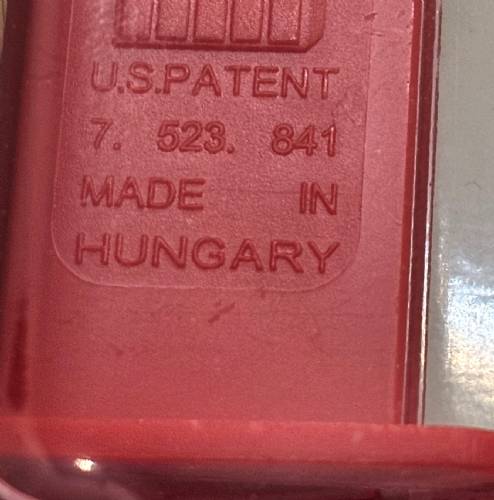 U.S.PATENT
7. 523. 841
MADE IN
HUNGARY